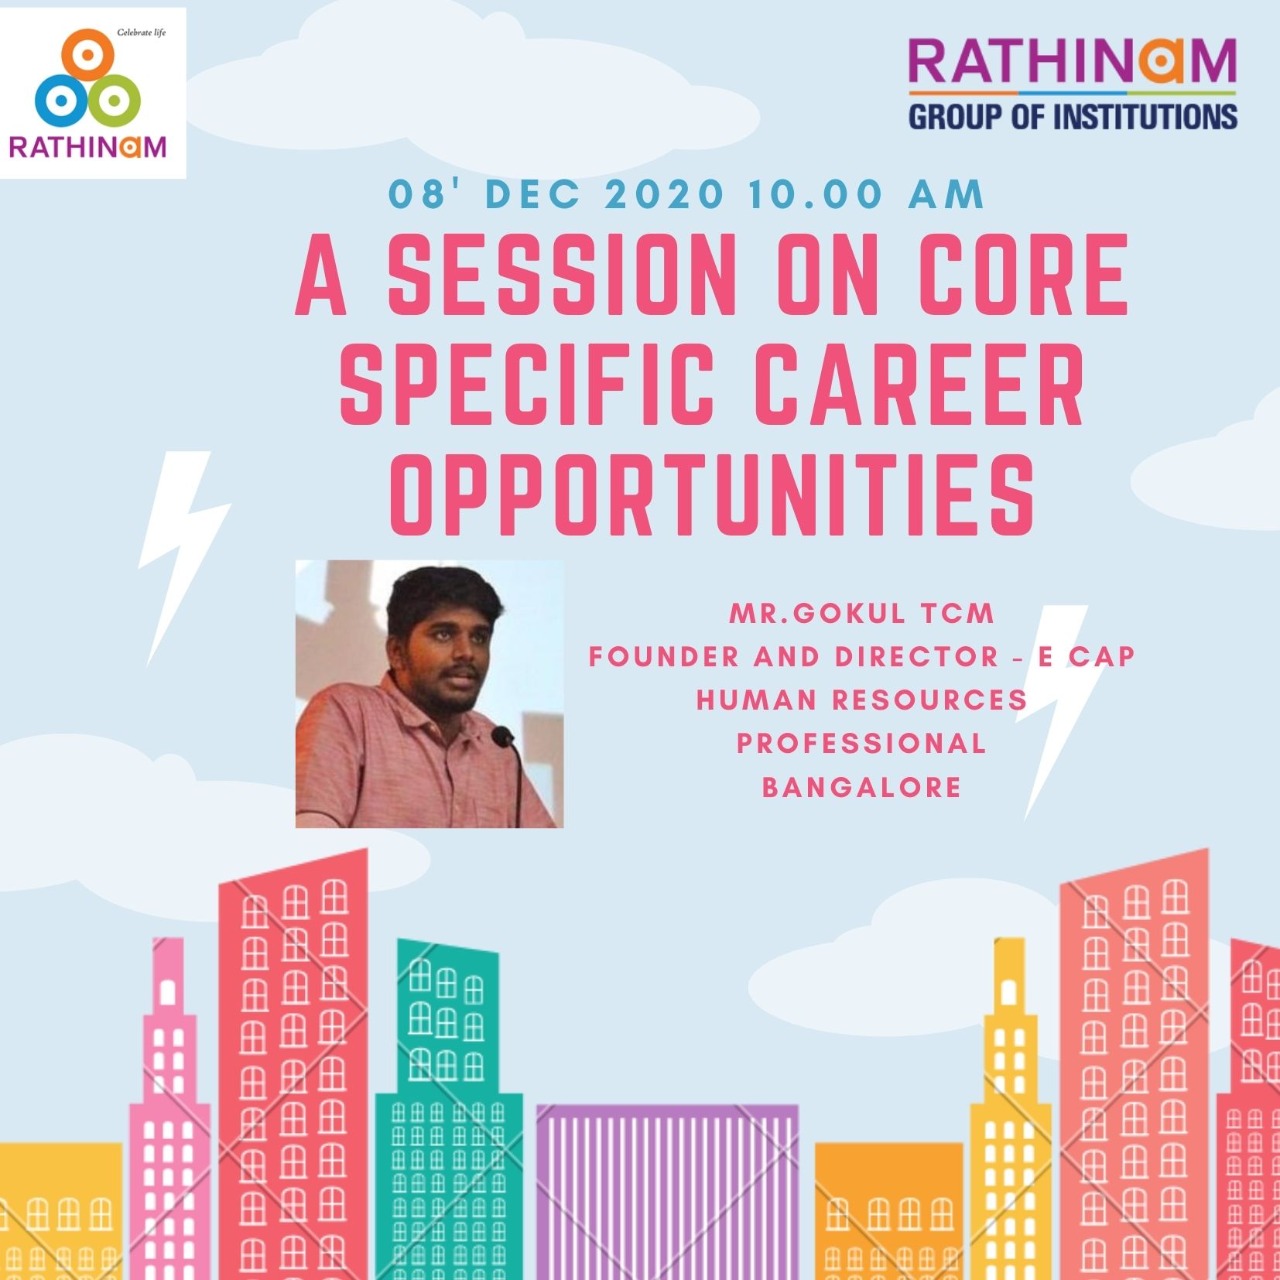 Celebrate life
RATHINAM
RATHINAM
GROUP OF INSTITUTIONS
08' DEC 2020 10.00 AM
A SESSION ON CORE
SPECIFIC CAREER
OPPORTUNITIES
MR.GOKUL TCM
FOUNDER AND DIRECTOR - E CAP
HUMAN RESOURCES
PROFESSIONAL
BANGALORE